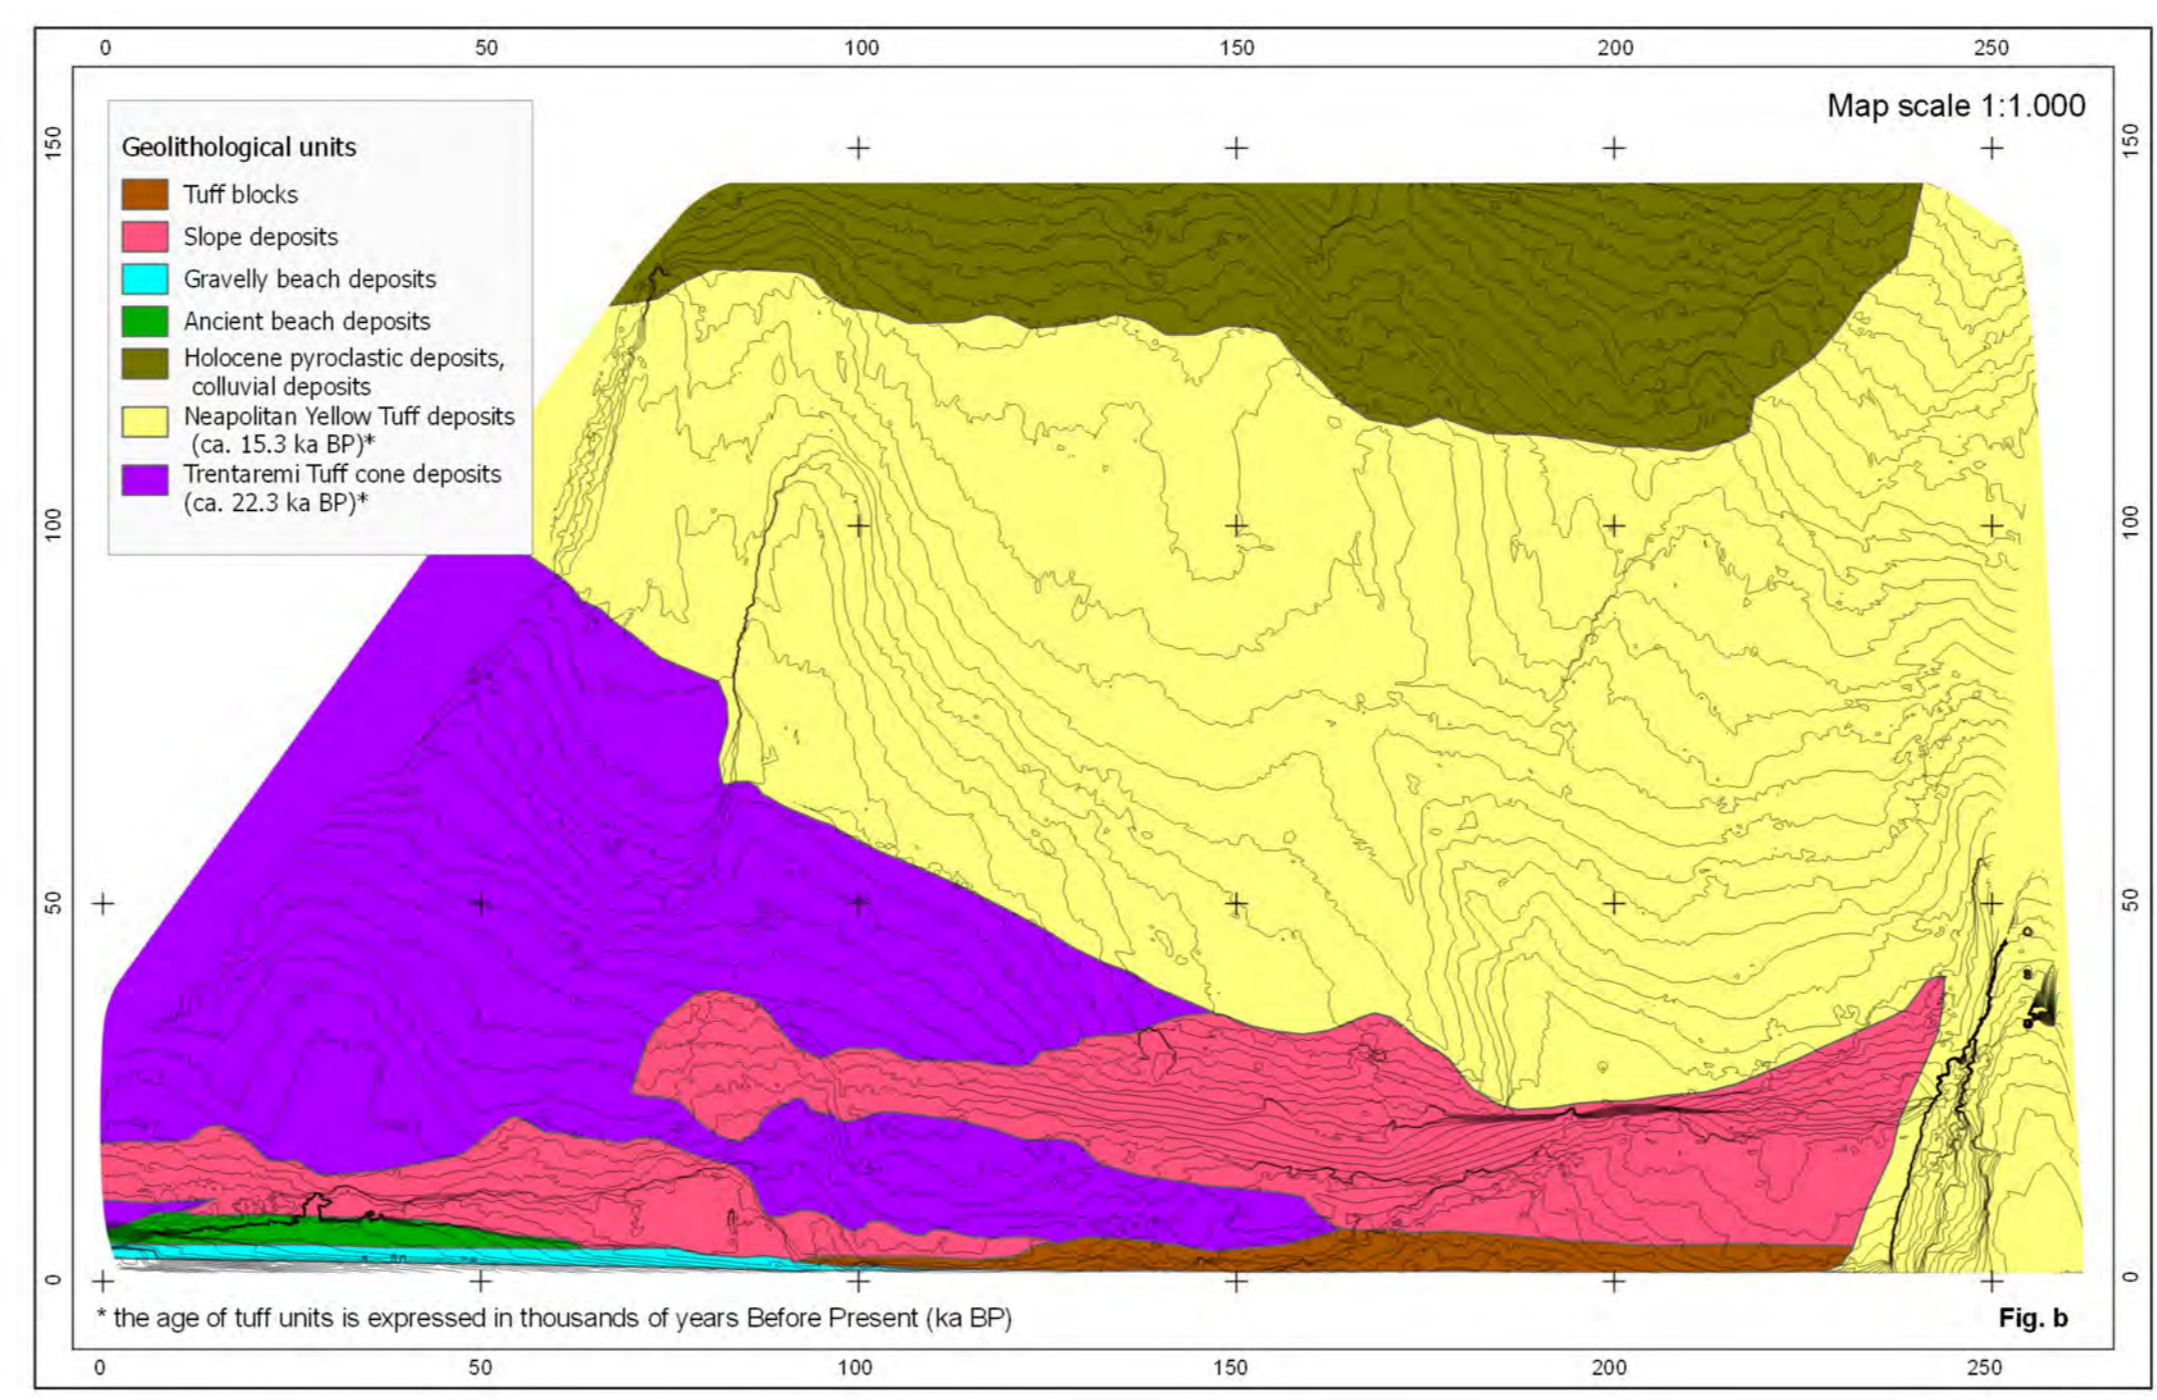 0 50 100 150 200 250
Map scale 1:1.000
150 150
Geolithological units
Tuff blocks
Slope deposits
Gravelly beach deposits
Ancient beach deposits
Holocene pyroclastic deposits,
colluvial deposits
Neapolitan Yellow Tuff deposits
(ca. 15.3 ka BP)*
Trentaremi Tuff cone deposits
(ca. 22.3 ka BP)*
100 100
50 50
0 0
* the age of tuff units is expressed in thousands of years Before Present (ka BP)
Fig. b
0 50 100 150 200 250